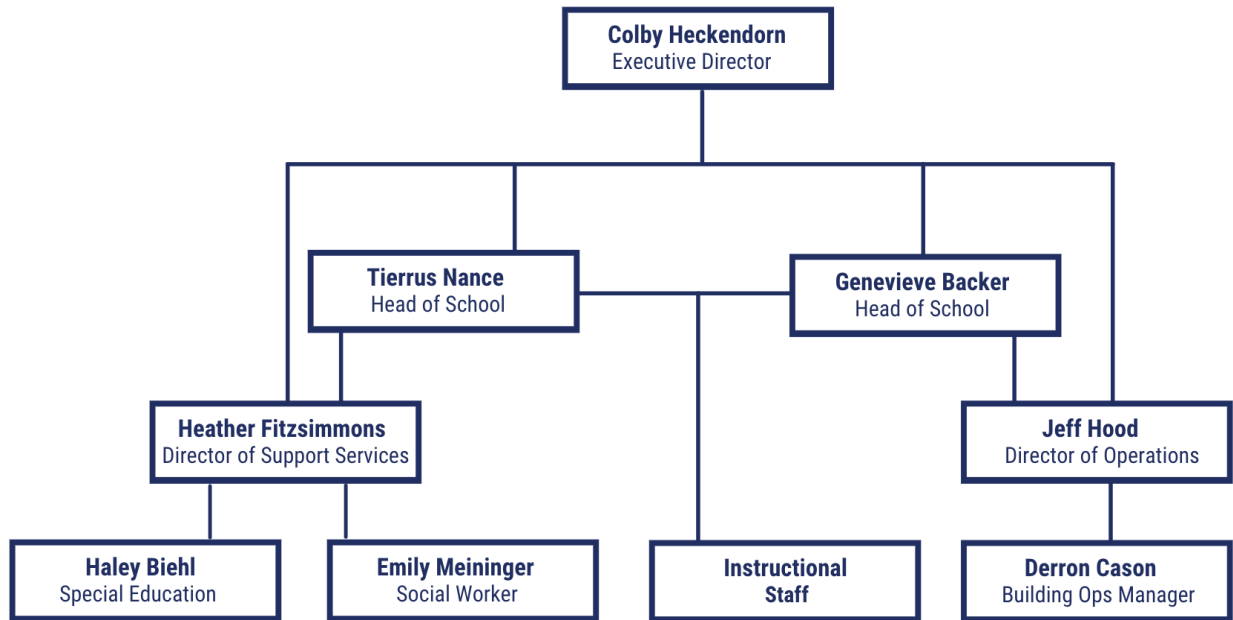 Colby Heckendorn
Executive Director
Tierrus Nance
Head of School
Genevieve Backer
Head of School
Heather Fitzsimmons
Director of Support Services
Jeff Hood
Director of Operations
Haley Biehl
Special Education
Emily Meininger
Social Worker
Instructional
Staff
Derron Cason
Building Ops Manager